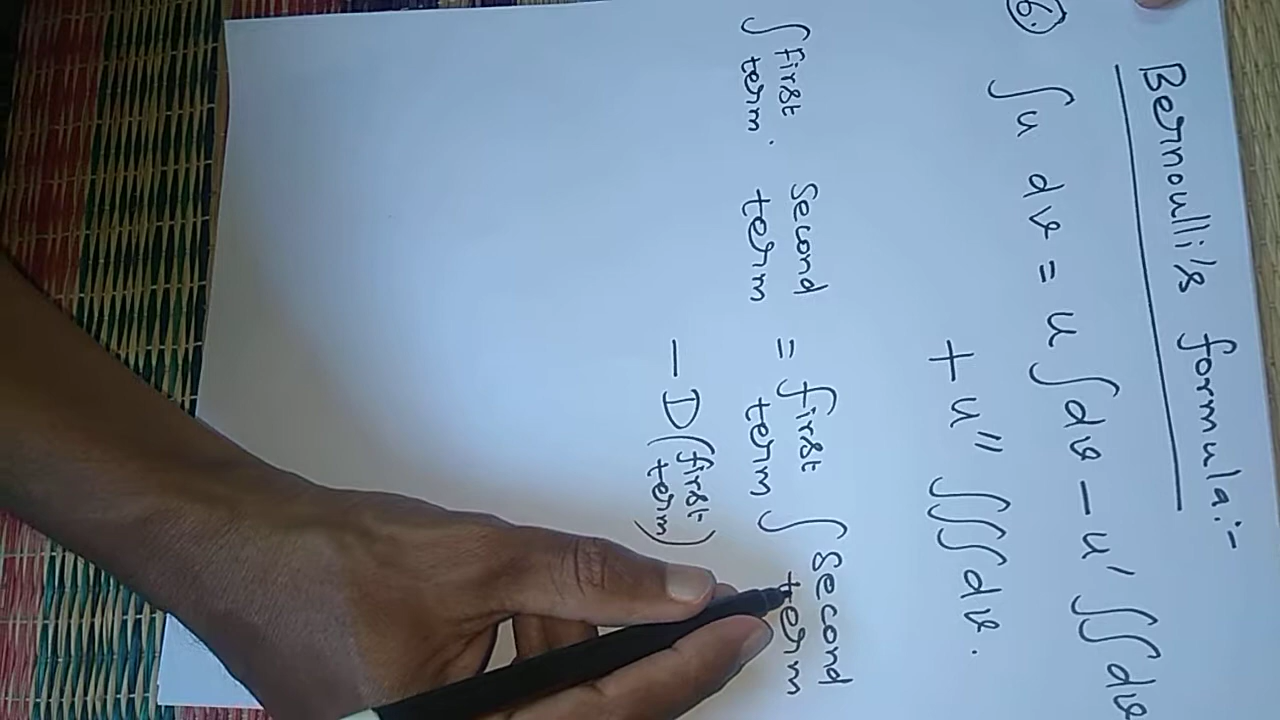 Bernoulli's formula:-
6. ∫u dv = u ∫dv - u' ∫∫dv
+ u'' ∫∫∫dv.
∫first term . second term = first term ∫second term
- D(first term)